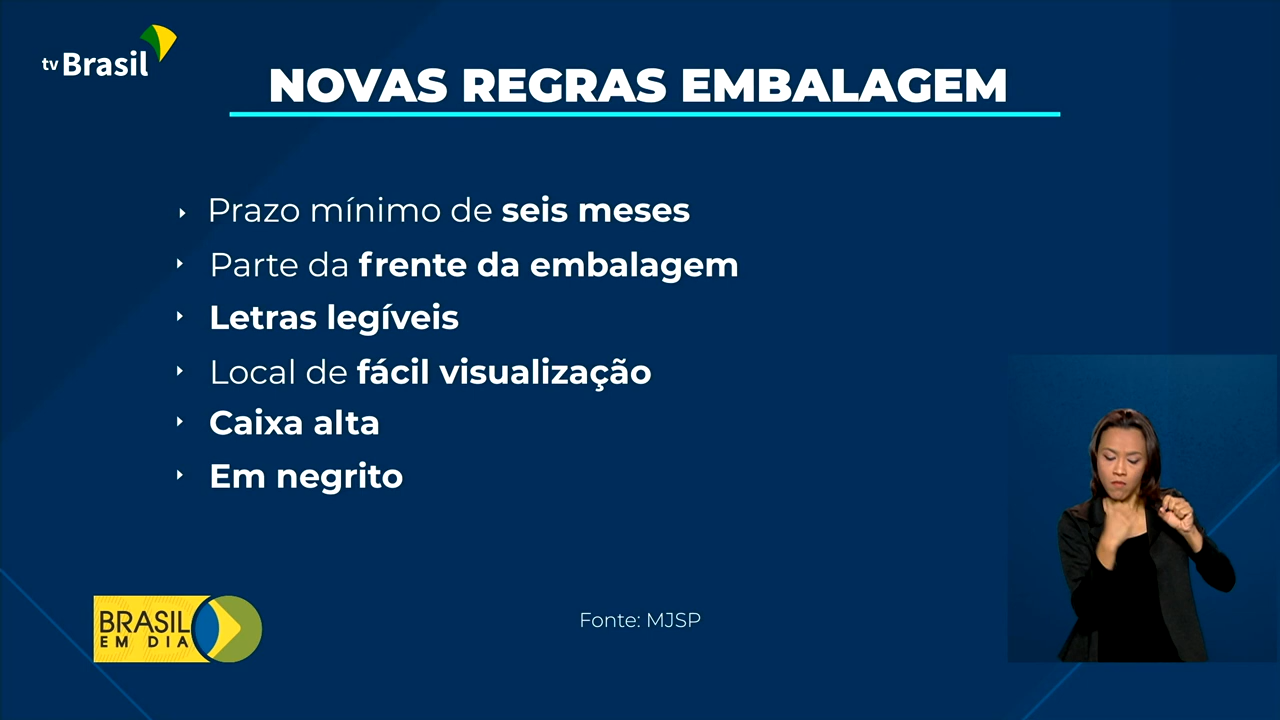 tv Brasil
NOVAS REGRAS EMBALAGEM
Prazo mínimo de seis meses
Parte da frente da embalagem
Letras legíveis
Local de fácil visualização
Caixa alta
Em negrito
BRASIL
EM DIA
Fonte: MJSP